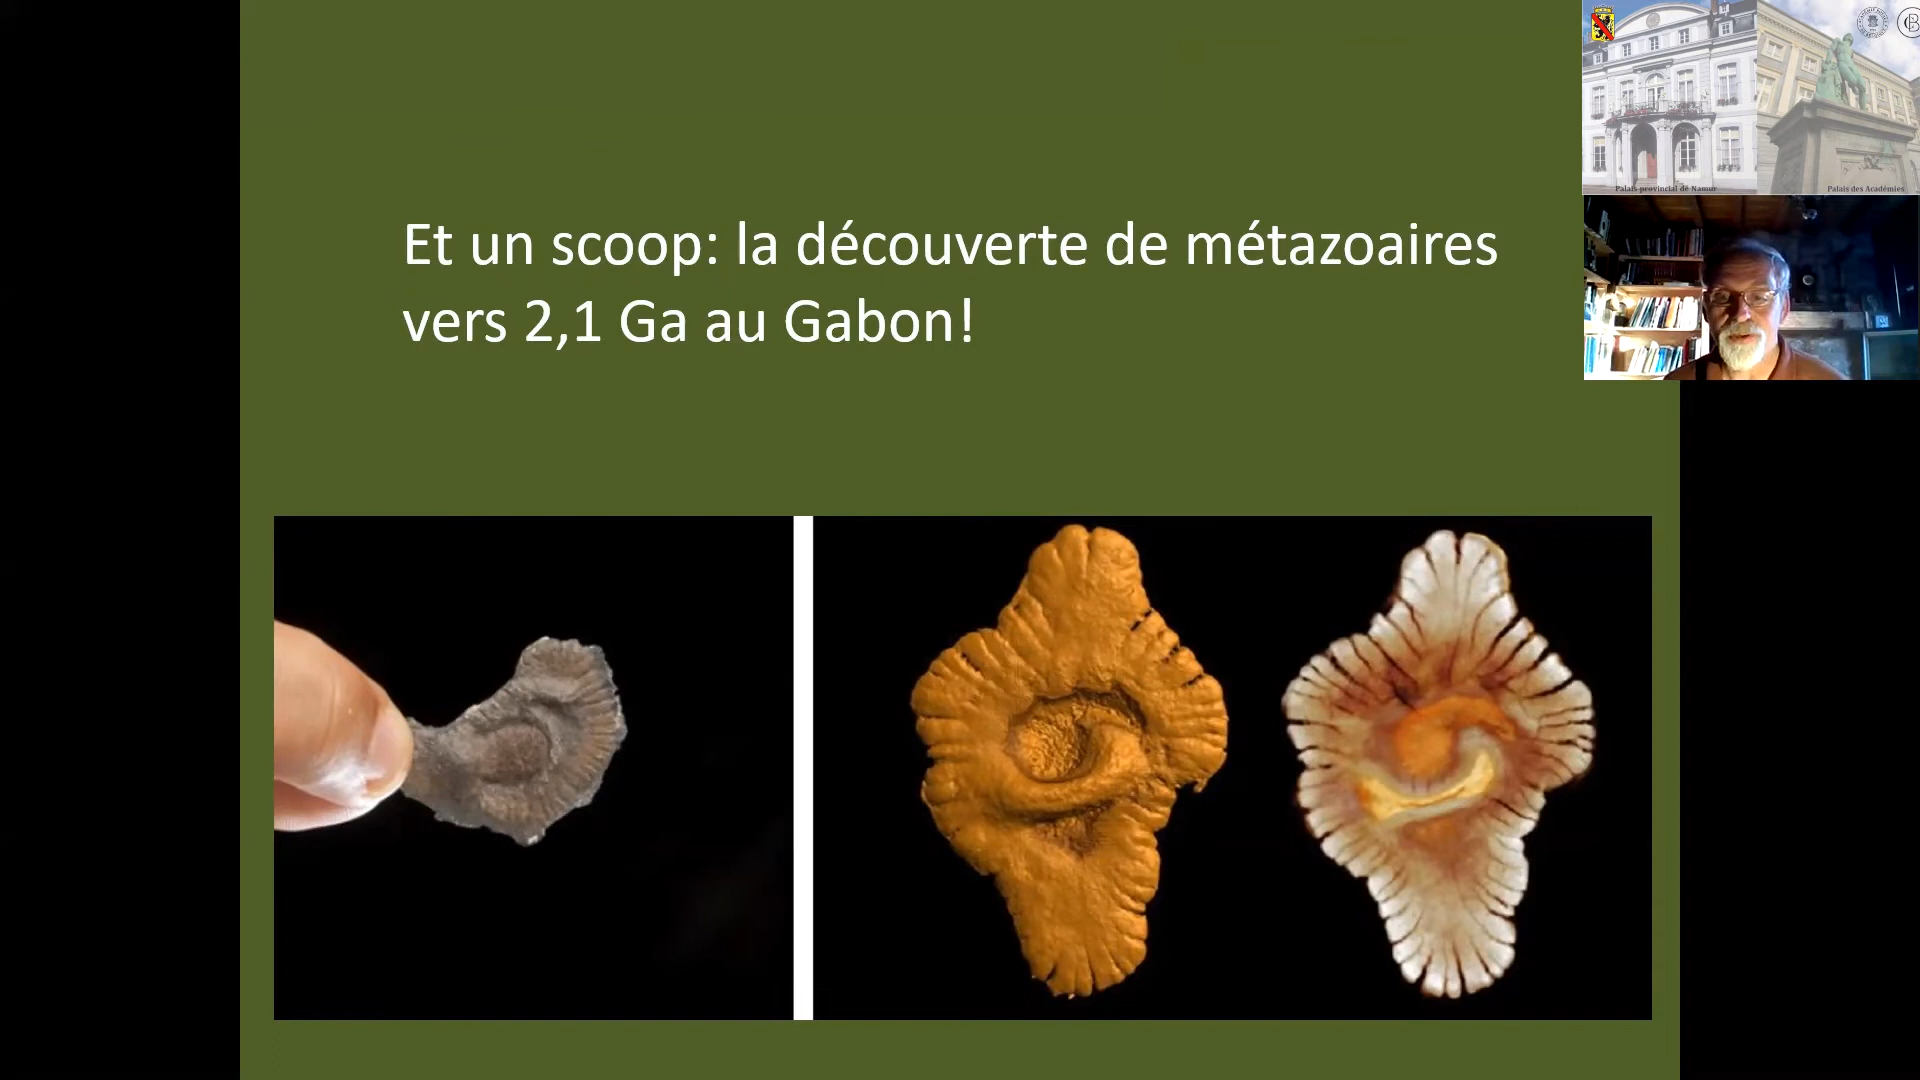 Et un scoop: la découverte de métazoaires
vers 2,1 Ga au Gabon!
Palais provincial de Namur
Palais des Académies